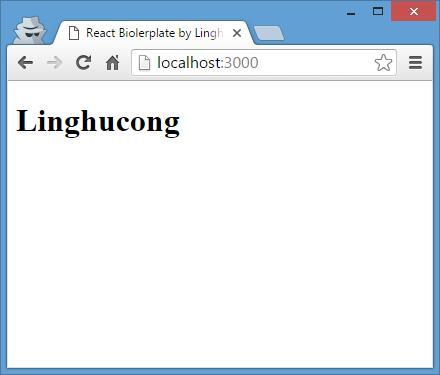 React Biolerplate by Lingh
localhost:3000
Linghucong